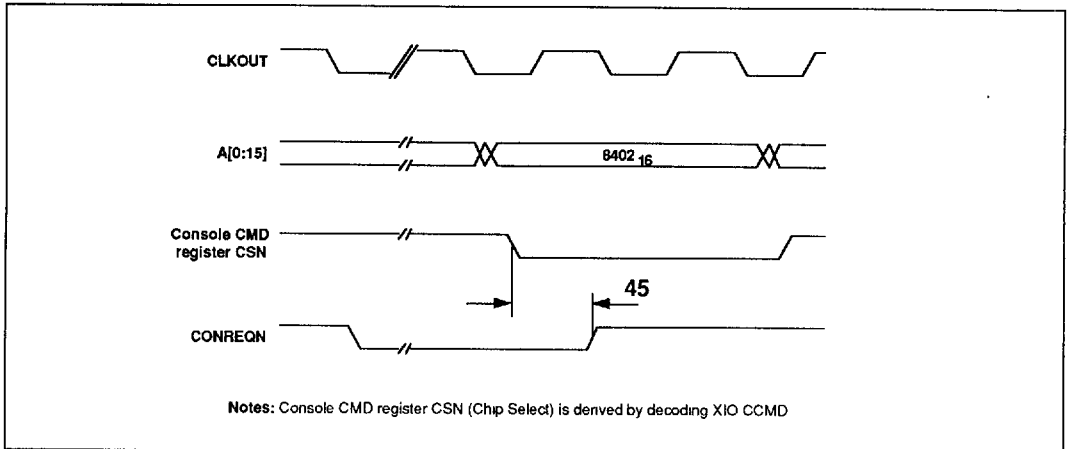 CLKOUT
A[0:15]
8402 16
Console CMD
register CSN
45
CONREQN
Notes: Console CMD register CSN (Chip Select) is derived by decoding XIO CCMD